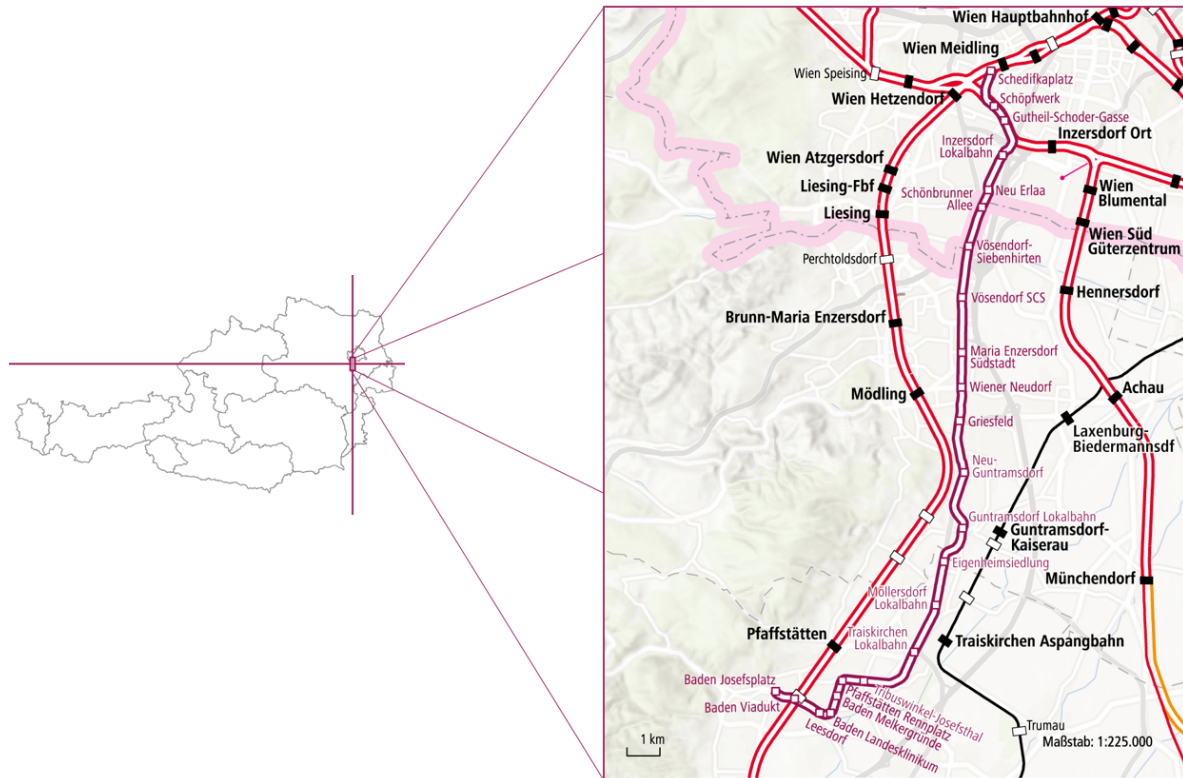 Wien Hauptbahnhof
Wien Meidling
Wien Speising
Schedifkaplatz
Wien Hetzendorf
Schöpfwerk
Gutheil-Schoder-Gasse
Inzersdorf Ort
Inzersdorf
Lokalbahn
Wien Atzgersdorf
Liesing-Fbf
Neu Erlaa
Wien
Blumental
Schönbrunner
Allee
Liesing
Wien Süd
Güterzentrum
Vösendorf-
Siebenhirten
Perchtoldsdorf
Hennersdorf
Vösendorf SCS
Brunn-Maria Enzersdorf
Maria Enzersdorf
Südstadt
Wiener Neudorf
Achau
Mödling
Griesfeld
Laxenburg-
Biedermannsdf
Neu-
Guntramsdorf
Guntramsdorf Lokalbahn
Guntramsdorf-
Kaiserau
Eigenheimsiedlung
Münchendorf
Möllersdorf
Lokalbahn
Pfaffstätten
Traiskirchen
Lokalbahn
Traiskirchen Aspangbahn
Baden Josefsplatz
Tribuswinkel-Josefsthal
Pfaffstätten Rennplatz
Baden Melkergründe
Baden Viadukt
Baden Landesklinikum
Leesdorf
Trumau
1 km
Maßstab: 1:225.000